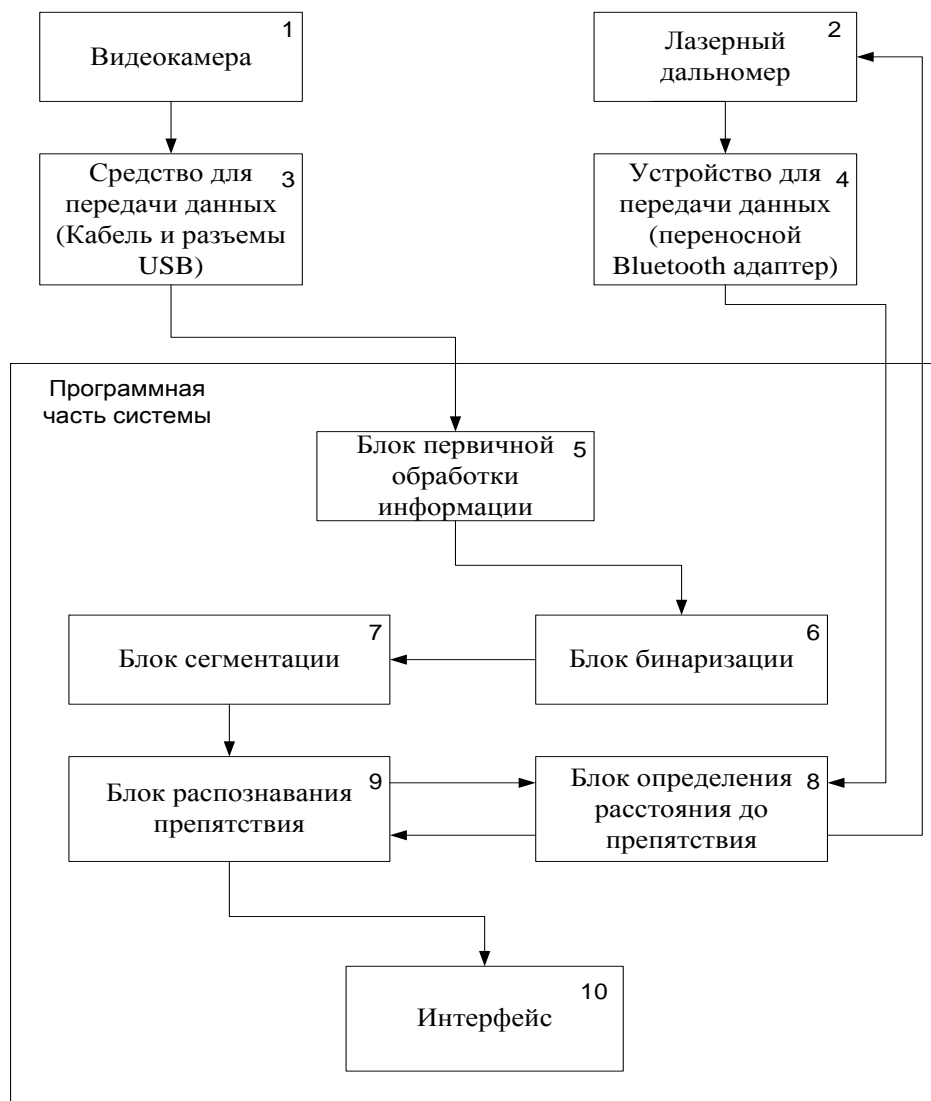 1
Видеокамера
2
Лазерный
дальномер
Средство для
3
передачи данных
(Кабель и разъемы
USB)
Устройство для
4
передачи данных
(переносной
Bluetooth адаптер)
Программная
часть системы
Блок первичной
5
обработки
информации
7
Блок сегментации
6
Блок бинаризации
9
Блок распознавания
препятствия
Блок определения
8
расстояния до
препятствия
10
Интерфейс